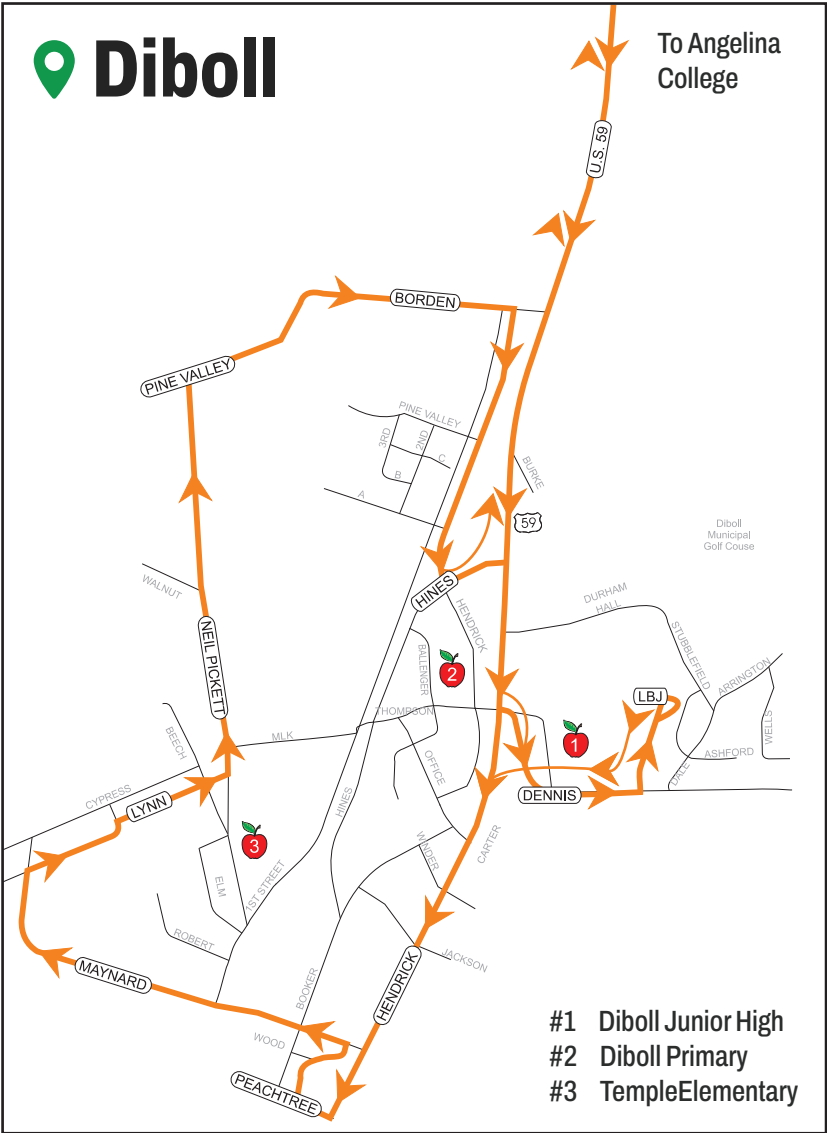 Diboll
To Angelina
College
U.S. 59
BORDEN
PINE VALLEY
PINE VALLEY
3RD
2ND
C
B
A
BURKE
59
Diboll
Municipal
Golf Couse
WALNUT
HINES
HENDRICK
DURHAM
HALL
STUBBLEFIELD
NEIL PICKETT
BALLENGER
2
LBJ
ARRINGTON
WELLS
THOMPSON
MLK
1
BEECH
OFFICE
ASHFORD
DALE
CYPRESS
LYNN
DENNIS
HINES
3
WINDER
CARTER
ELM
1ST STREET
ROBERT
JACKSON
MAYNARD
BOOKER
HENDRICK
WOOD
PEACHTREE
#1 Diboll Junior High
#2 Diboll Primary
#3 TempleElementary